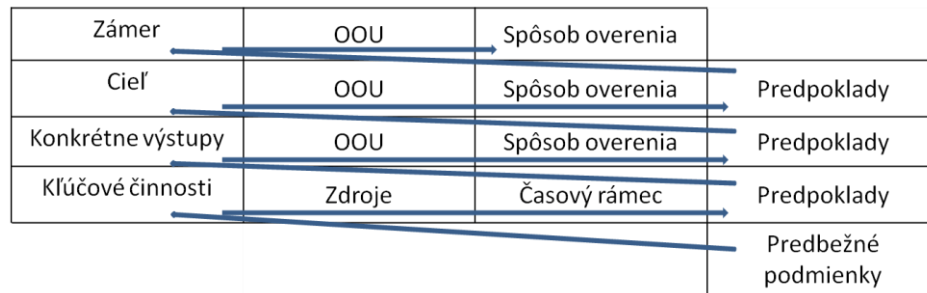 Zámer OOU Spôsob overenia
Cieľ OOU Spôsob overenia Predpoklady
Konkrétne výstupy OOU Spôsob overenia Predpoklady
Kľúčové činnosti Zdroje Časový rámec Predpoklady
Predbežné
podmienky